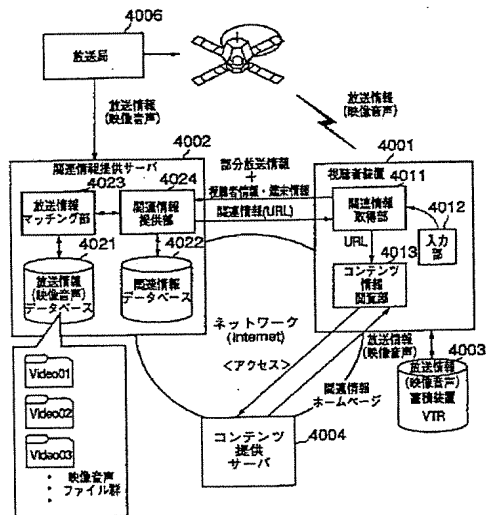 4006
放送局
放送情報
(映像音声)
放送情報
(映像音声)
4002
関連情報提供サーバ
4023
4024
放送情報
マッチング部
関連情報
提供部
4021
4022
放送情報
(映像音声)
データベース
関連情報
データベース
部分放送情報
+
視聴者情報・端末情報
関連情報(URL)
4001
視聴者装置
4011
関連情報
取得部
4012
入力
部
URL
4013
コンテンツ
情報
閲覧部
ネットワーク
(Internet)
<アクセス>
放送情報
(映像音声)
4003
放送情報
(映像音声)
蓄積装置
VTR
関連情報
ホームページ
4004
コンテンツ
提供
サーバ
Video01
Video02
Video03
映像音声
ファイル群